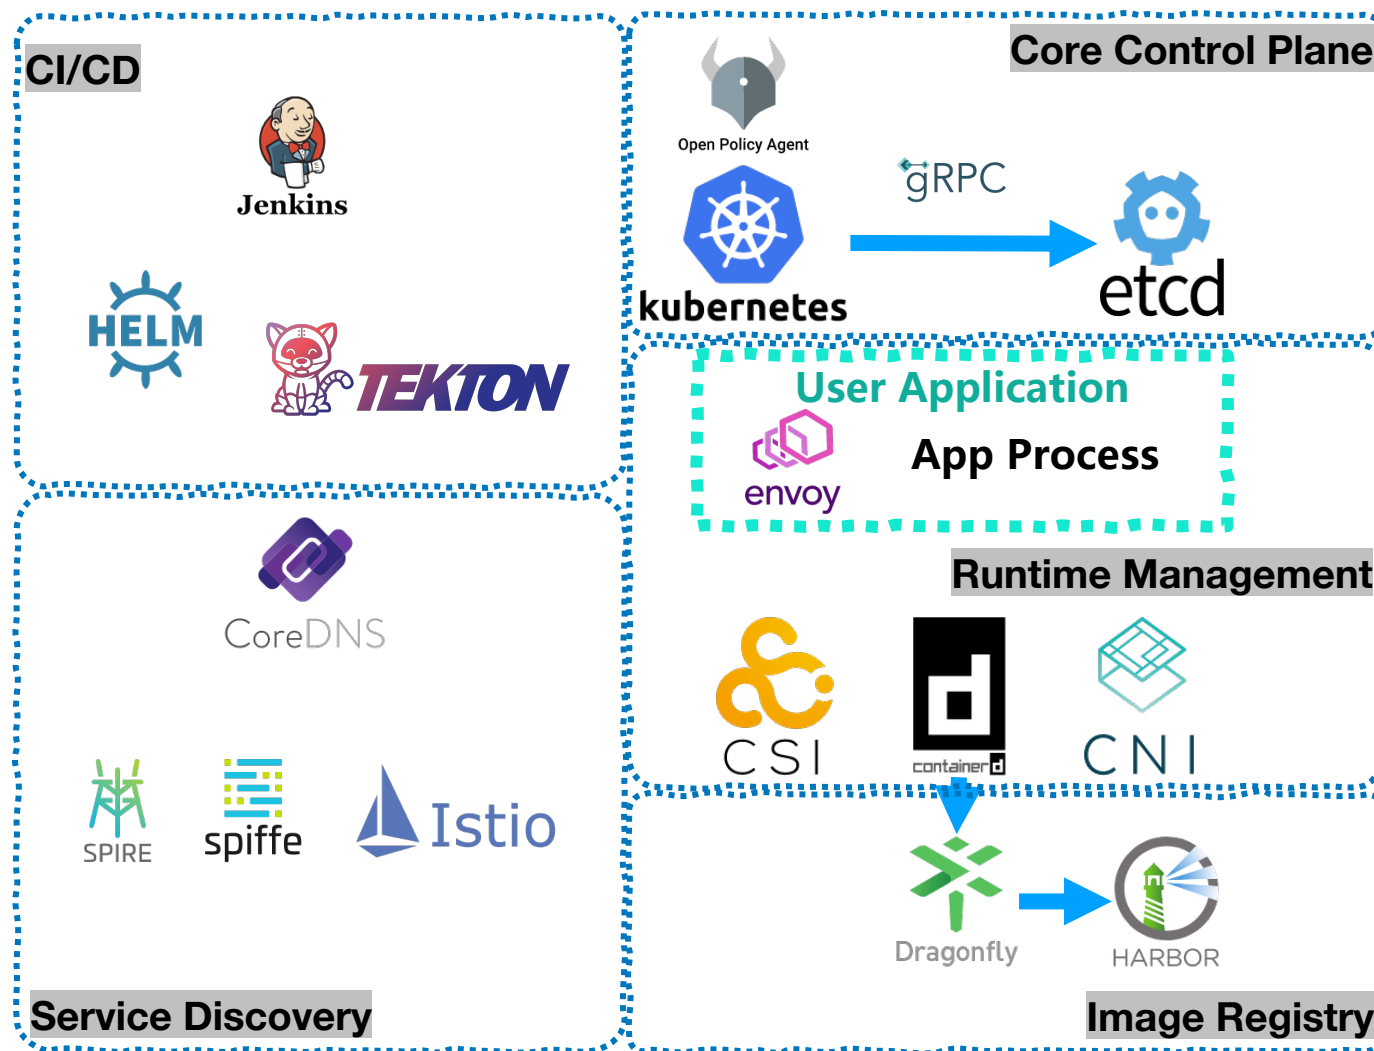 CI/CD
Jenkins
HELM
TEKTON
Core Control Plane
Open Policy Agent
gRPC
kubernetes
etcd
User Application
App Process
envoy
Runtime Management
CSI
d
containerd
CNI
CoreDNS
SPIRE
spiffe
Istio
Service Discovery
Dragonfly
HARBOR
Image Registry